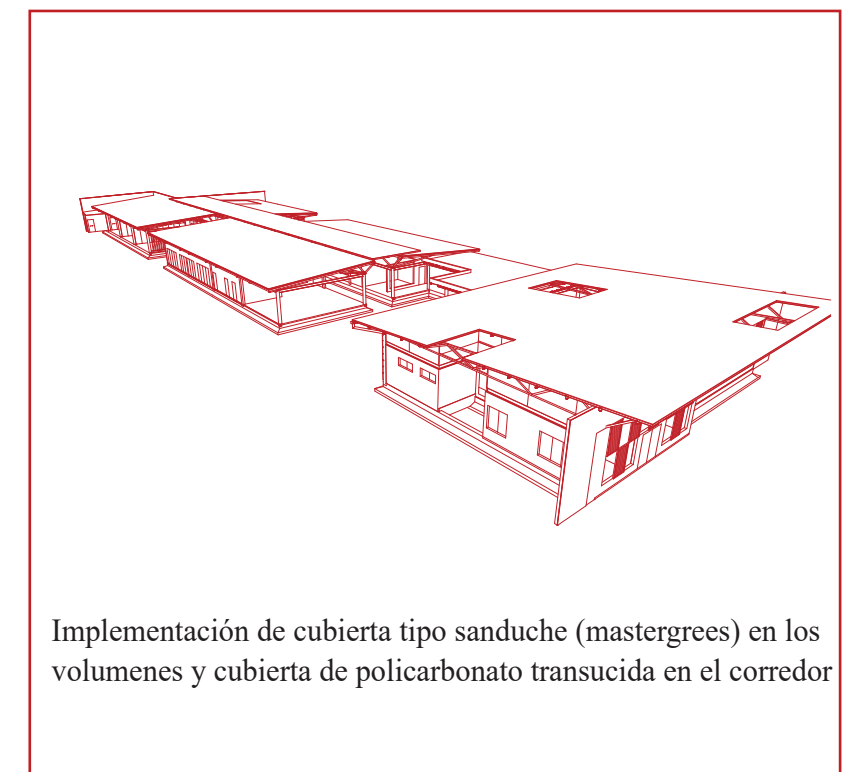 Implementación de cubierta tipo sanduche (mastergrees) en los
volumenes y cubierta de policarbonato transucida en el corredor